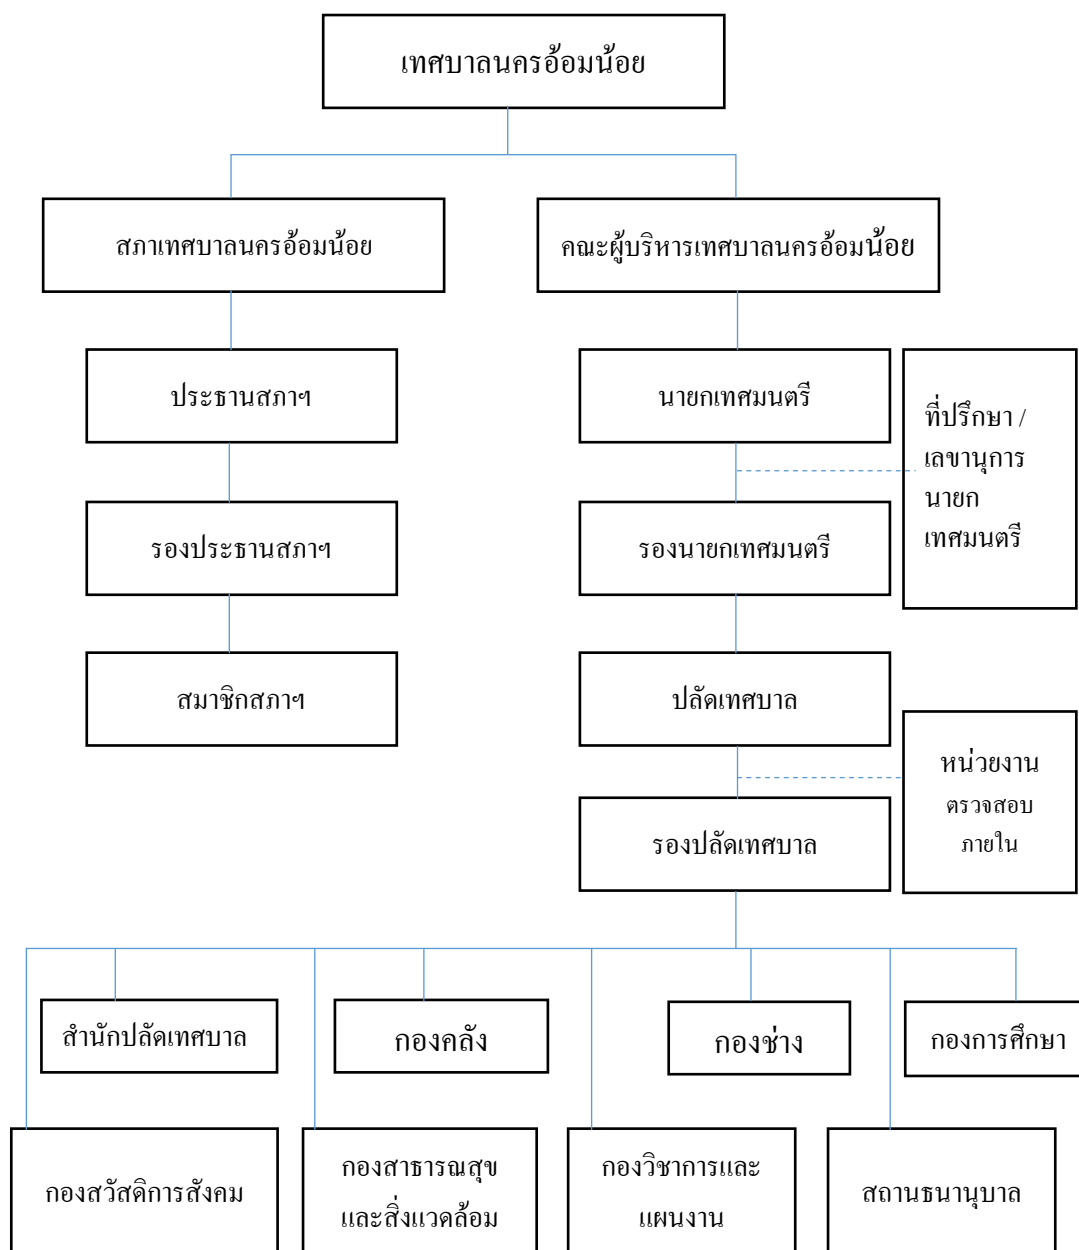 เทศบาลนครอ้อมน้อย
สภาเทศบาลนครอ้อมน้อย
คณะผู้บริหารเทศบาลนครอ้อมน้อย
ประธานสภาฯ
นายกเทศมนตรี
ที่ปรึกษา /
เลขานุการ
นายก
เทศมนตรี
รองประธานสภาฯ
รองนายกเทศมนตรี
สมาชิกสภาฯ
ปลัดเทศบาล
หน่วยงาน
ตรวจสอบ
ภายใน
รองปลัดเทศบาล
สำนักปลัดเทศบาล
กองคลัง
กองช่าง
กองการศึกษา
กองสวัสดิการสังคม
กองสาธารณสุข
และสิ่งแวดล้อม
กองวิชาการและ
แผนงาน
สถานธนานุบาล